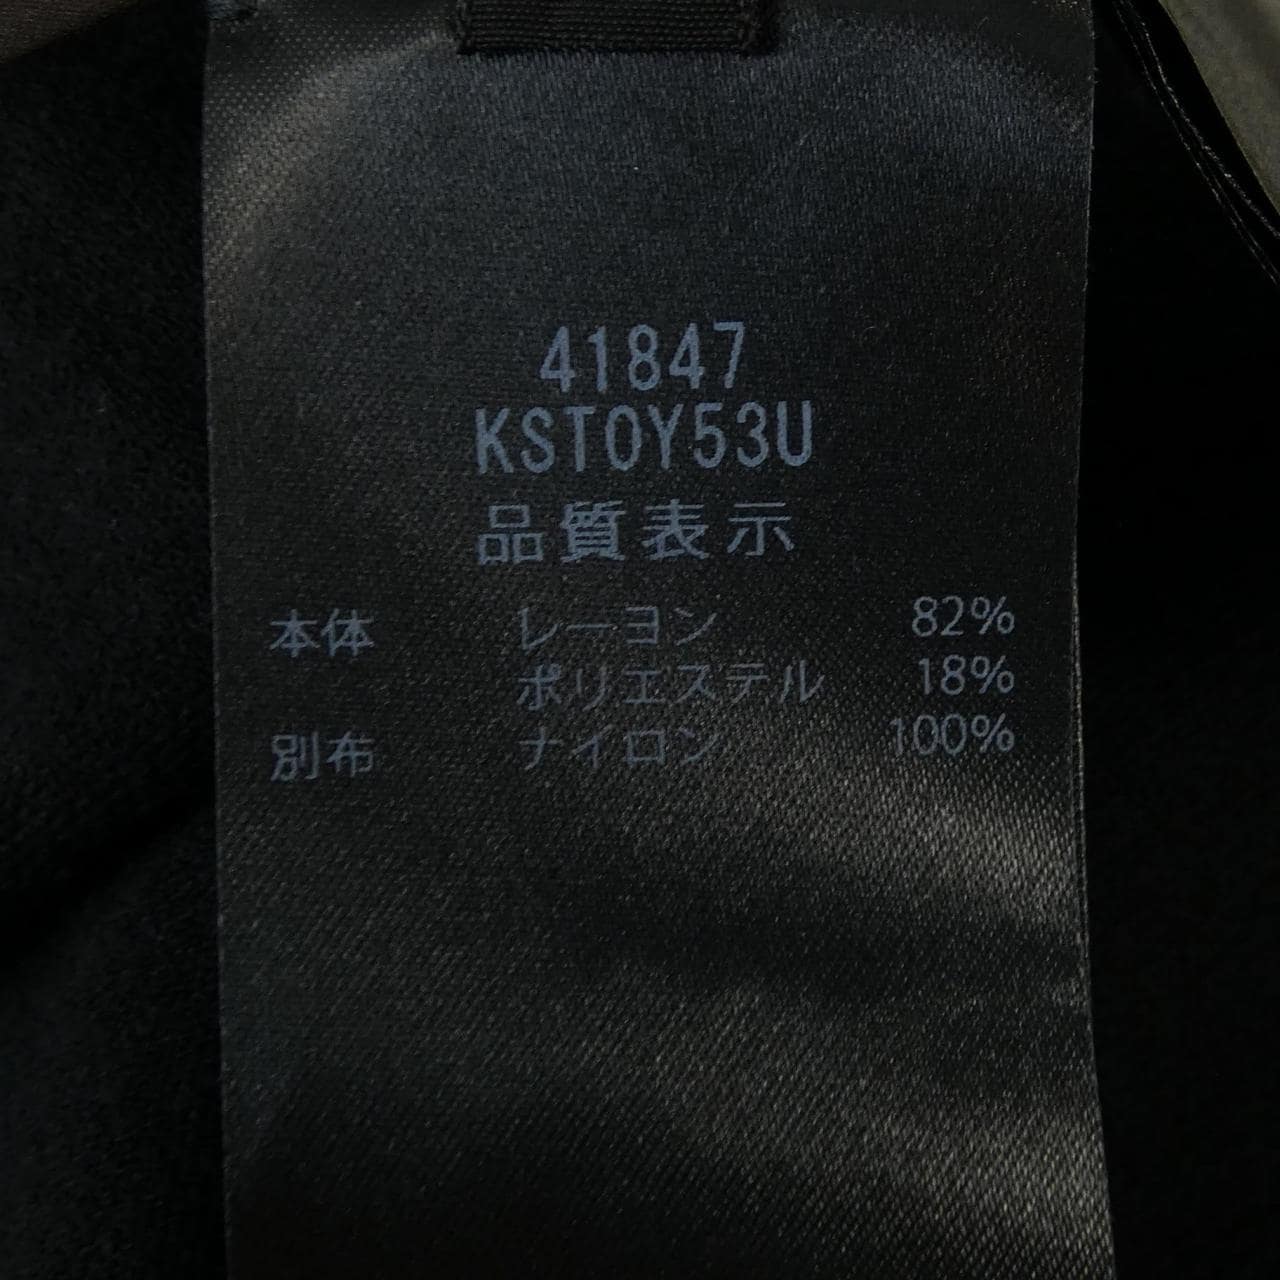 41847
KST0Y53U
品質表示
本体 レーヨン 82%
ポリエステル 18%
別布 ナイロン 100%